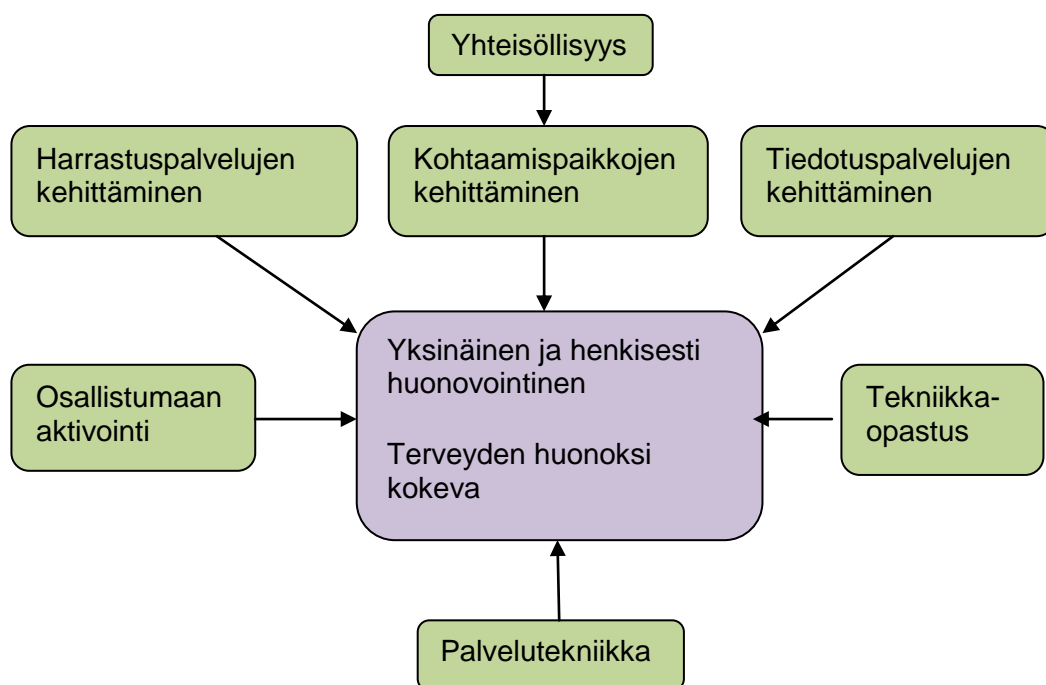 Yhteisöllisyys
Harrastuspalvelujen
kehittäminen
Kohtaamispaikkojen
kehittäminen
Tiedotuspalvelujen
kehittäminen
Yksinäinen ja henkisesti
huonovointinen
Terveyden huonoksi
kokeva
Osallistumaan
aktivointi
Tekniikka-
opastus
Palvelutekniikka